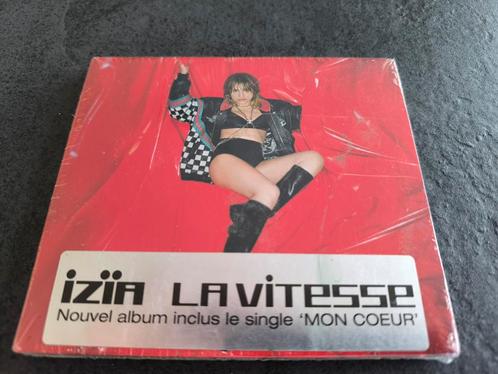 iZïA LA ViTESSE
Nouvel album inclus le single ‘MON COEUR’